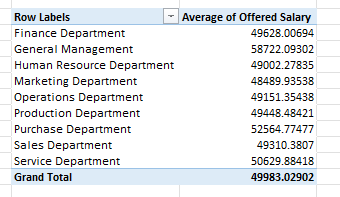 Row Labels Average of Offered Salary
Finance Department 49628.00694
General Management 58722.09302
Human Resource Department 49002.27835
Marketing Department 48489.93538
Operations Department 49151.35438
Production Department 49448.48421
Purchase Department 52564.77477
Sales Department 49310.3807
Service Department 50629.88418
Grand Total 49983.02902